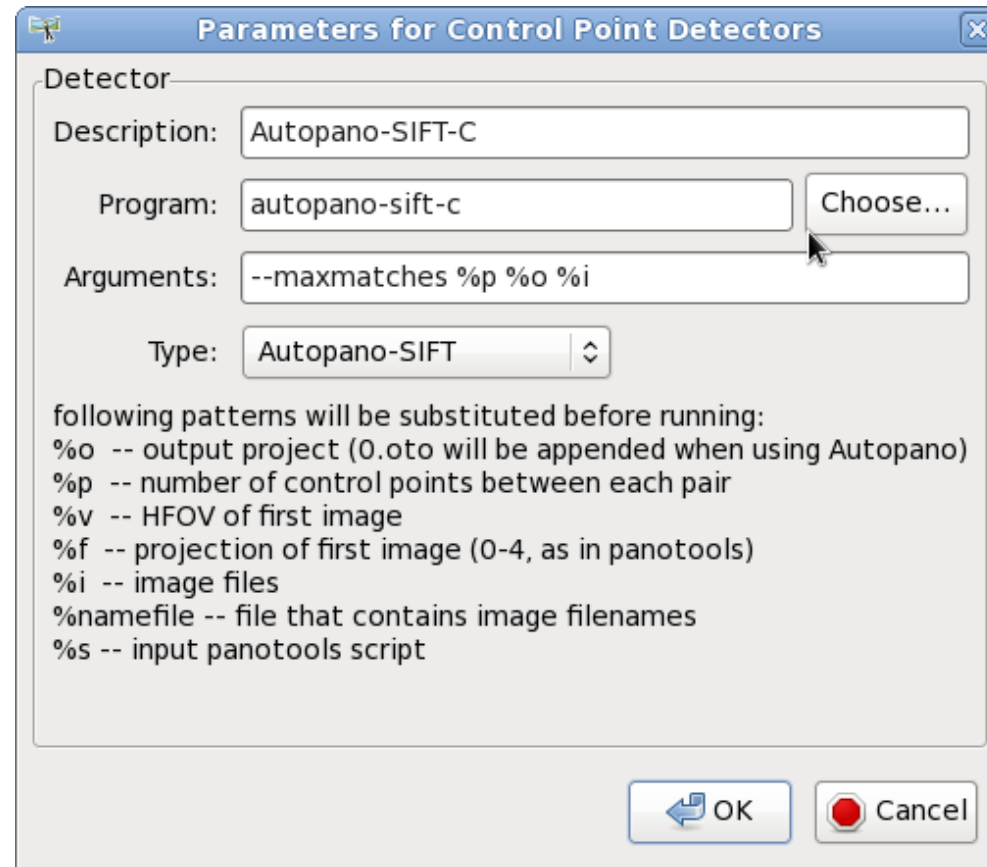 Parameters for Control Point Detectors
Detector
Description: Autopano-SIFT-C
Program: autopano-sift-c Choose...
Arguments: --maxmatches %p %o %i
Type: Autopano-SIFT
following patterns will be substituted before running:
%o -- output project (0.oto will be appended when using Autopano)
%p -- number of control points between each pair
%v -- HFOV of first image
%f -- projection of first image (0-4, as in panotools)
%i -- image files
%namefile -- file that contains image filenames
%s -- input panotools script
OK Cancel